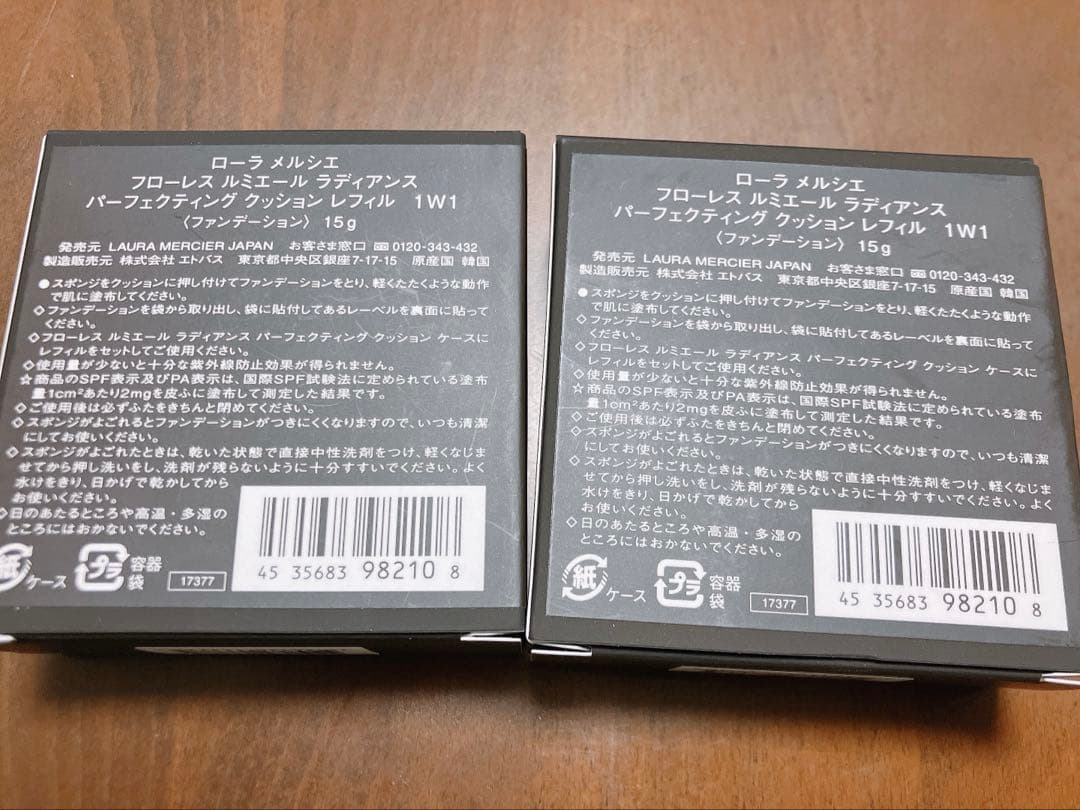 ローラ メルシエ
フローレス ルミエール ラディアンス
パーフェクティング クッション レフィル 1W1
〈ファンデーション〉 15g
発売元 LAURA MERCIER JAPAN お客さま窓口 0120-343-432
製造販売元 株式会社 エトバス 東京都中央区銀座7-17-15 原産国 韓国
●スポンジをクッションに押し付けてファンデーションをとり、軽くたたくような動作
で肌に塗布してください。
◇ファンデーションを袋から取り出し、袋に貼付してあるレーベルを裏面に貼って
ください。
◇フローレス ルミエール ラディアンス パーフェクティング クッション ケースに
レフィルをセットしてご使用ください。
◇使用量が少ないと十分な紫外線防止効果が得られません。
☆商品のSPF表示及びPA表示は、国際SPF試験法に定められている塗布
量1cm²あたり2mgを皮ふに塗布して測定した結果です。
◇ご使用後は必ずふたをきちんと閉めてください。
◇スポンジがよごれるとファンデーションがつきにくくなりますので、いつも清潔
にしてお使いください。
◇スポンジがよごれたときは、乾いた状態で直接中性洗剤をつけ、軽くなじま
せてから押し洗いをし、洗剤が残らないように十分すすいでください。よく
水けをきり、日かげで乾かしてから
お使いください。
◇日のあたるところや高温・多湿の
ところにはおかないでください。
紙 ケース プラ 容器
袋
17377
4 535683 982108
ローラ メルシエ
フローレス ルミエール ラディアンス
パーフェクティング クッション レフィル 1W1
〈ファンデーション〉 15g
発売元 LAURA MERCIER JAPAN お客さま窓口 0120-343-432
製造販売元 株式会社 エトバス 東京都中央区銀座7-17-15 原産国 韓国
●スポンジをクッションに押し付けてファンデーションをとり、軽くたたくような動作
で肌に塗布してください。
◇ファンデーションを袋から取り出し、袋に貼付してあるレーベルを裏面に貼って
ください。
◇フローレス ルミエール ラディアンス パーフェクティング クッション ケースに
レフィルをセットしてご使用ください。
◇使用量が少ないと十分な紫外線防止効果が得られません。
☆商品のSPF表示及びPA表示は、国際SPF試験法に定められている塗布
量1cm²あたり2mgを皮ふに塗布して測定した結果です。
◇ご使用後は必ずふたをきちんと閉めてください。
◇スポンジがよごれるとファンデーションがつきにくくなりますので、いつも清潔
にしてお使いください。
◇スポンジがよごれたときは、乾いた状態で直接中性洗剤をつけ、軽くなじま
せてから押し洗いをし、洗剤が残らないように十分すすいでください。よく
水けをきり、日かげで乾かしてから
お使いください。
◇日のあたるところや高温・多湿の
ところにはおかないでください。
紙 ケース プラ 容器
袋
17377
4 535683 982108